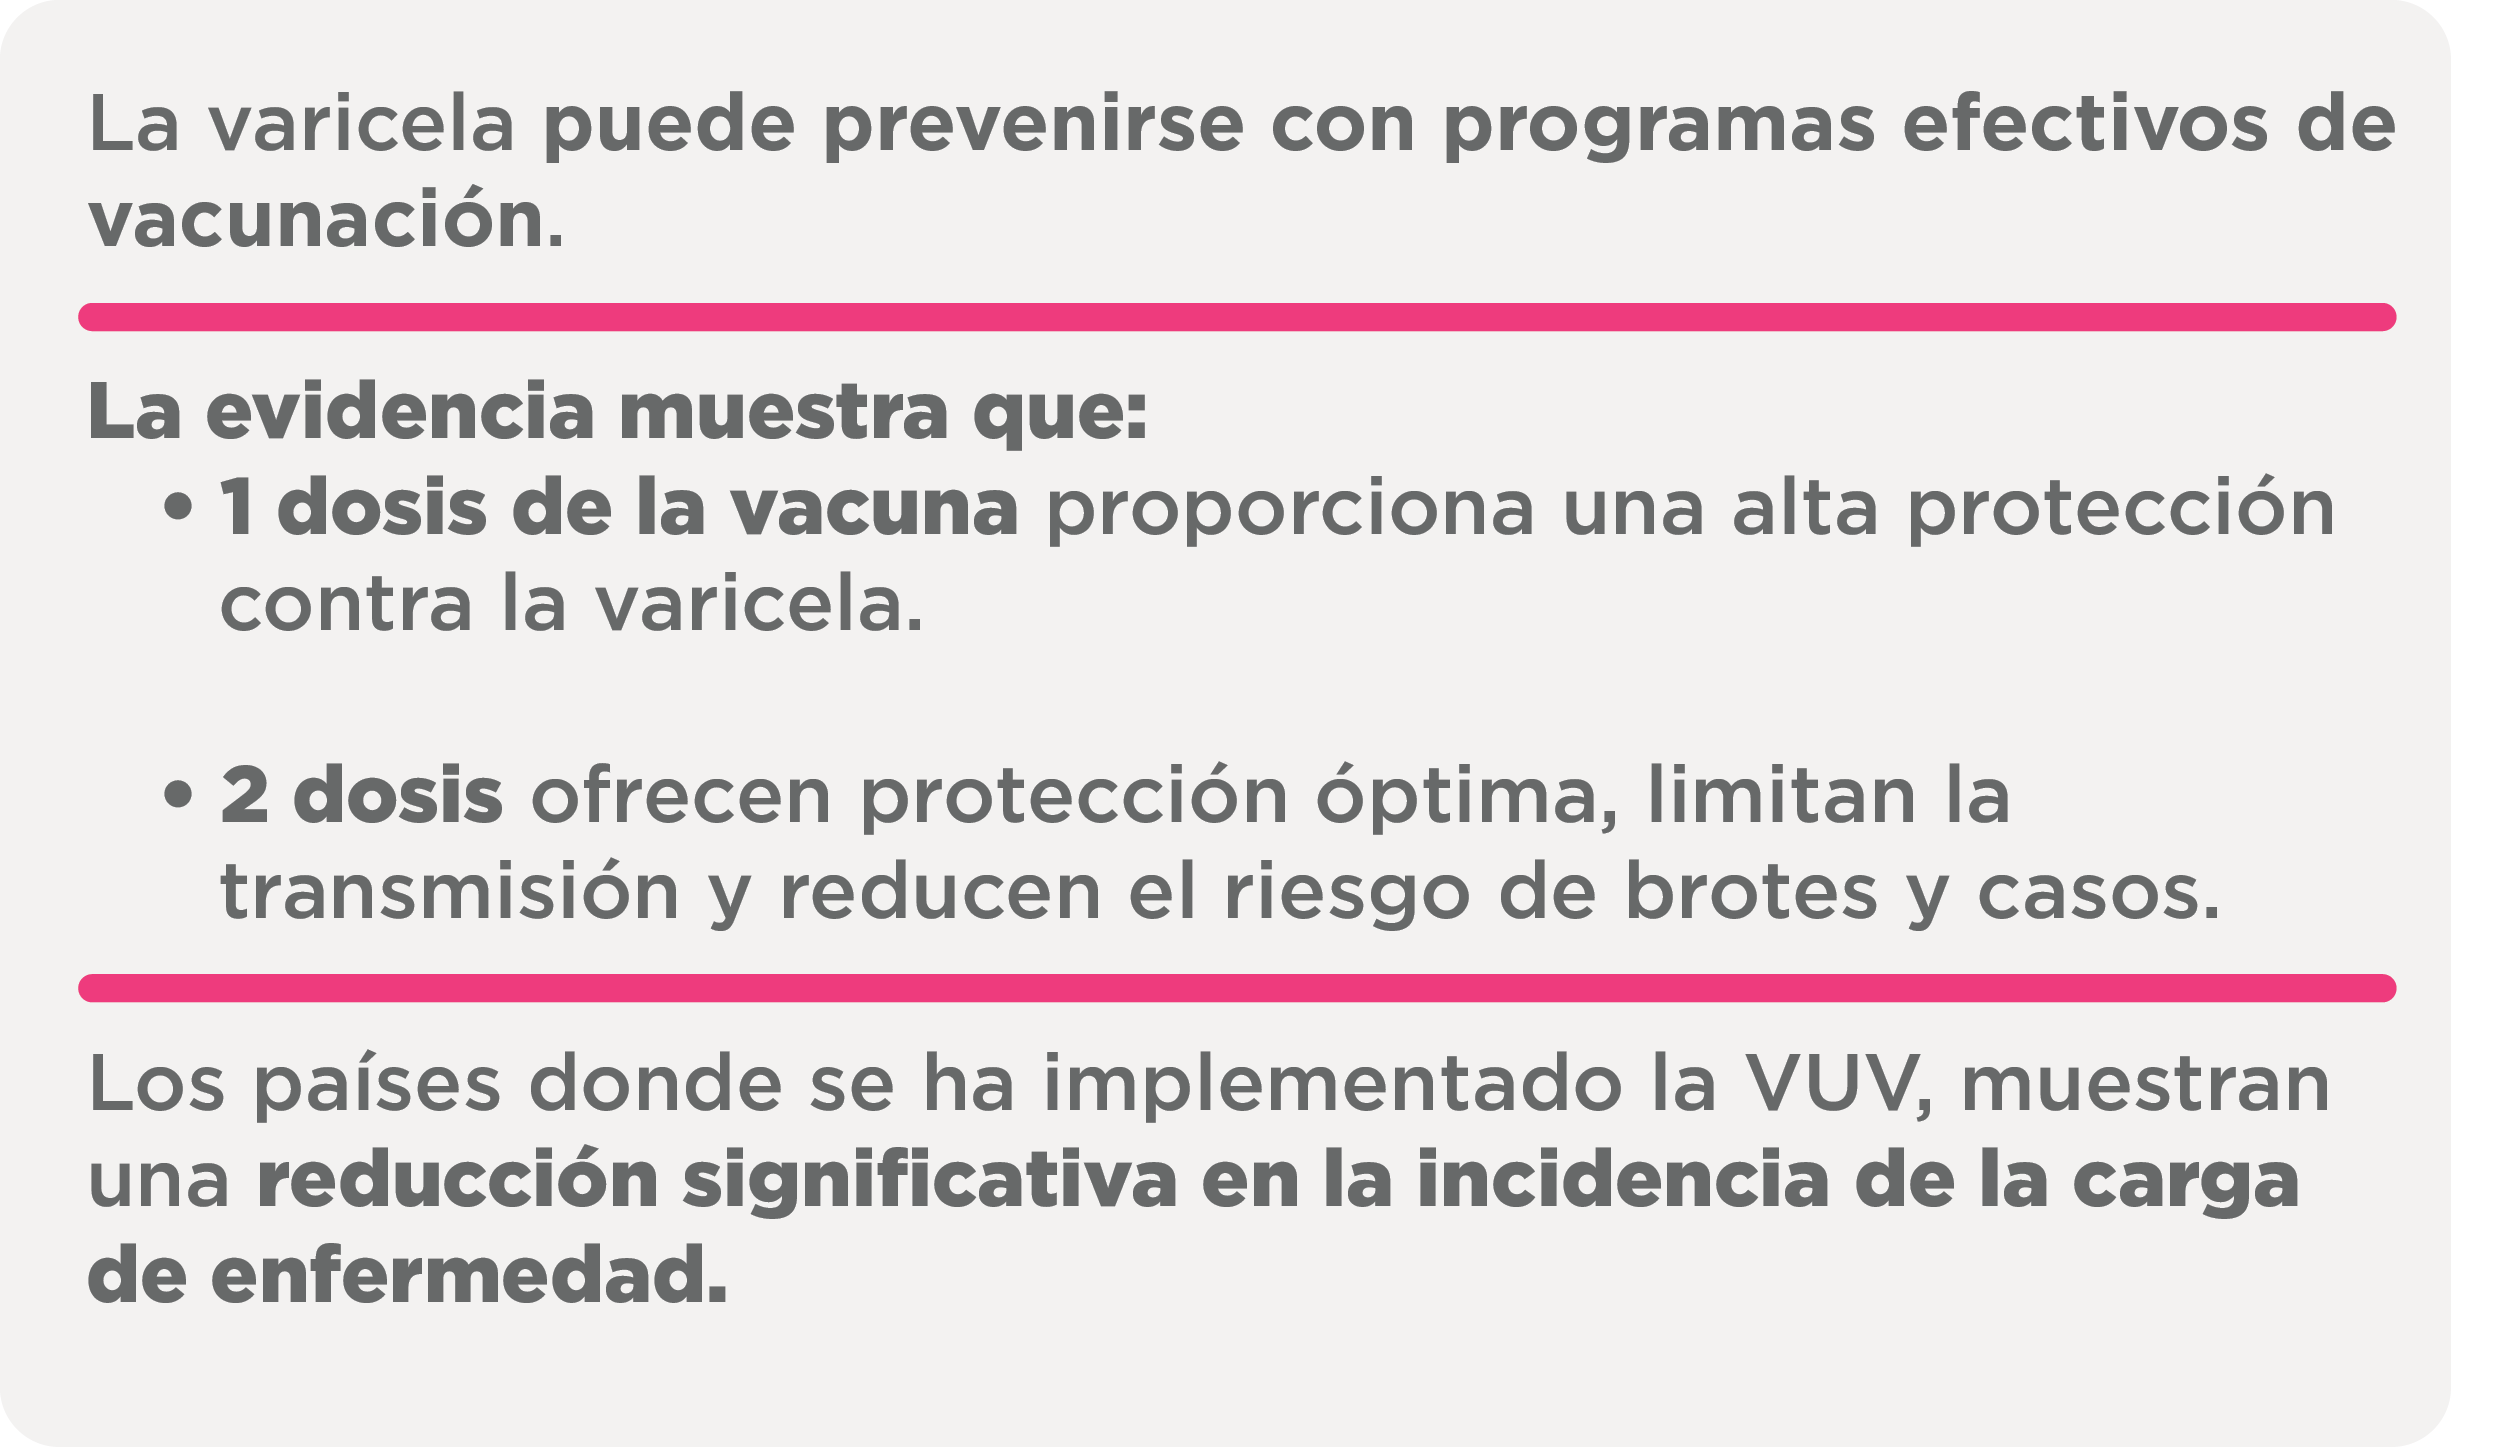 La varicela puede prevenirse con programas efectivos de
vacunación.
La evidencia muestra que:
• 1 dosis de la vacuna proporciona una alta protección
contra la varicela.
• 2 dosis ofrecen protección óptima, limitan la
transmisión y reducen el riesgo de brotes y casos.
Los países donde se ha implementado la VUV, muestran
una reducción significativa en la incidencia de la carga
de enfermedad.